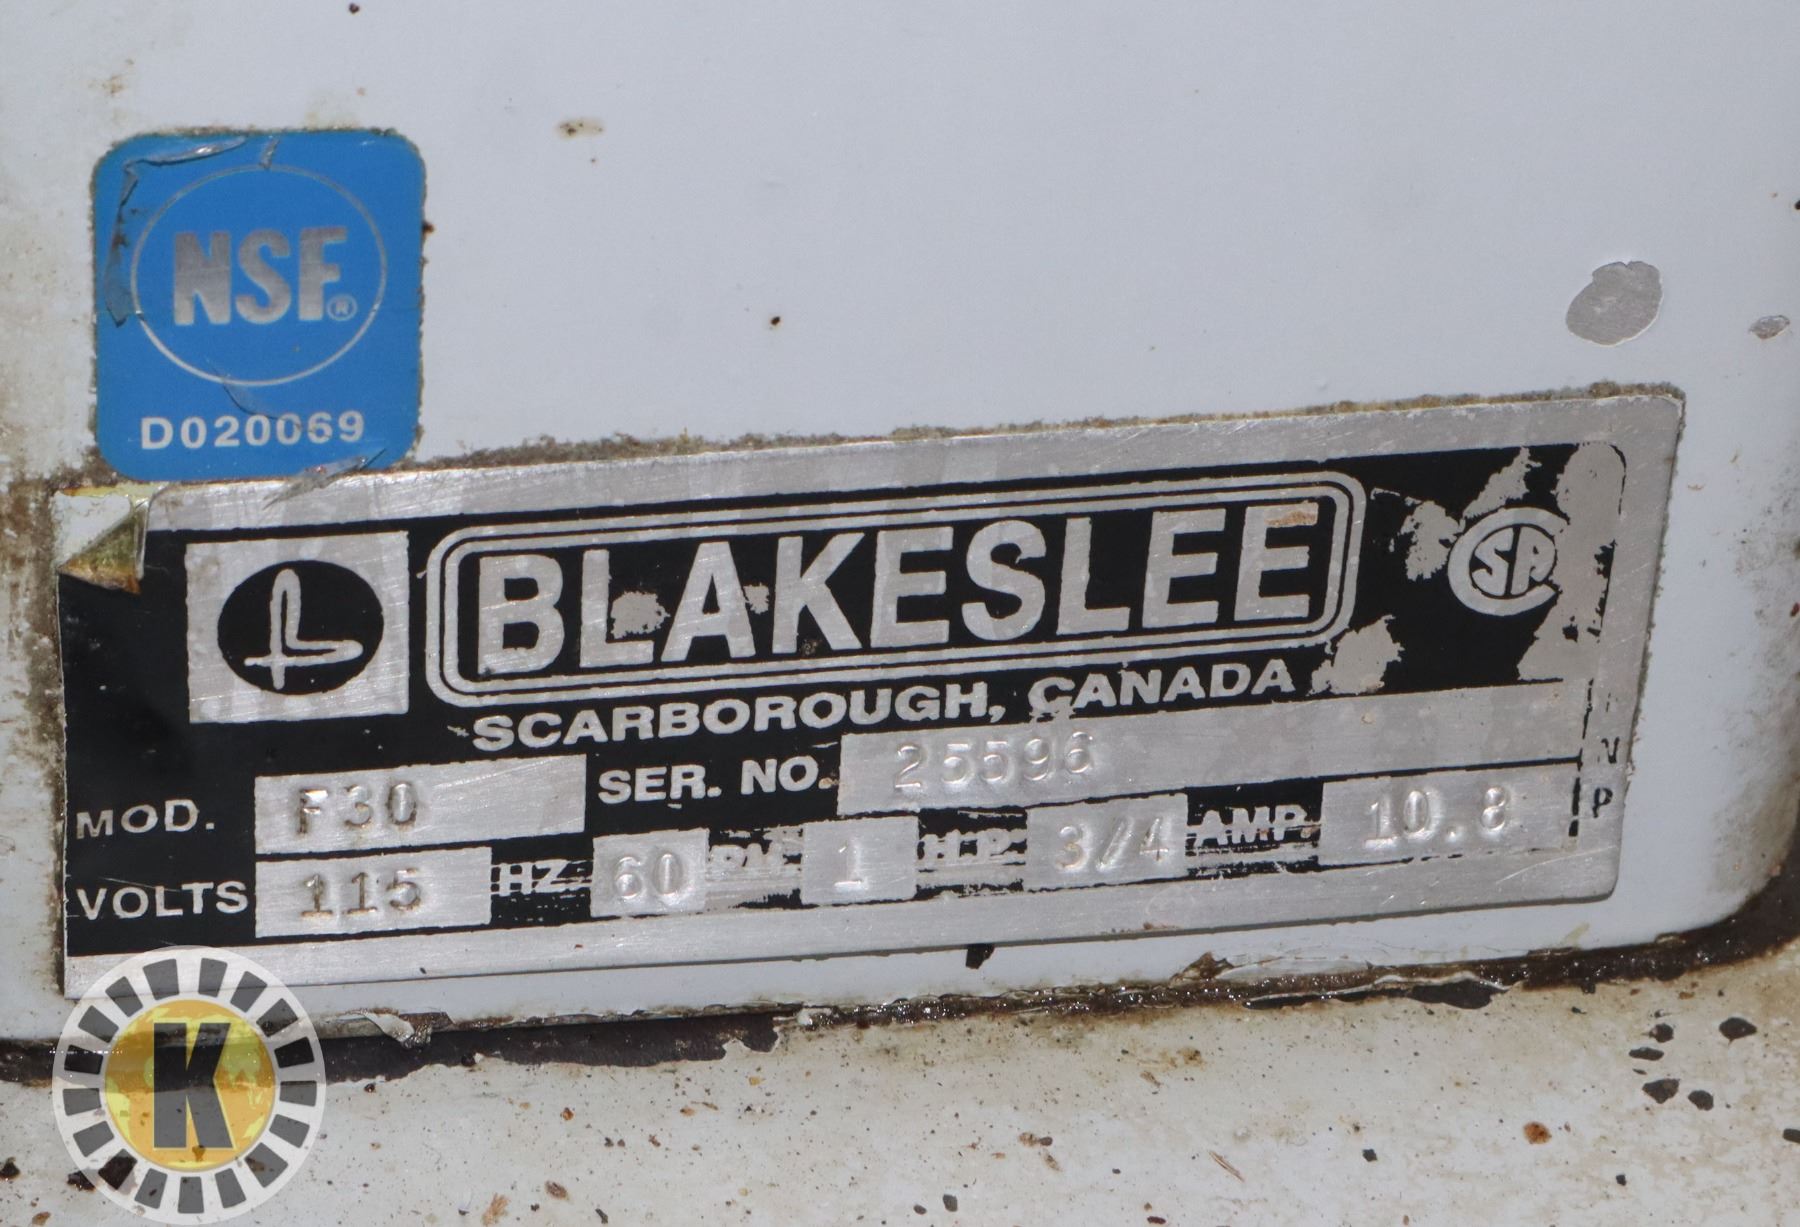 NSF®
D020069
BLAKESLEE
SCARBOROUGH, CANADA
MOD. F30 SER. NO. 25596
VOLTS 115 HZ. 60 PH. 1 H.P. 3/4 AMP. 10.8
K